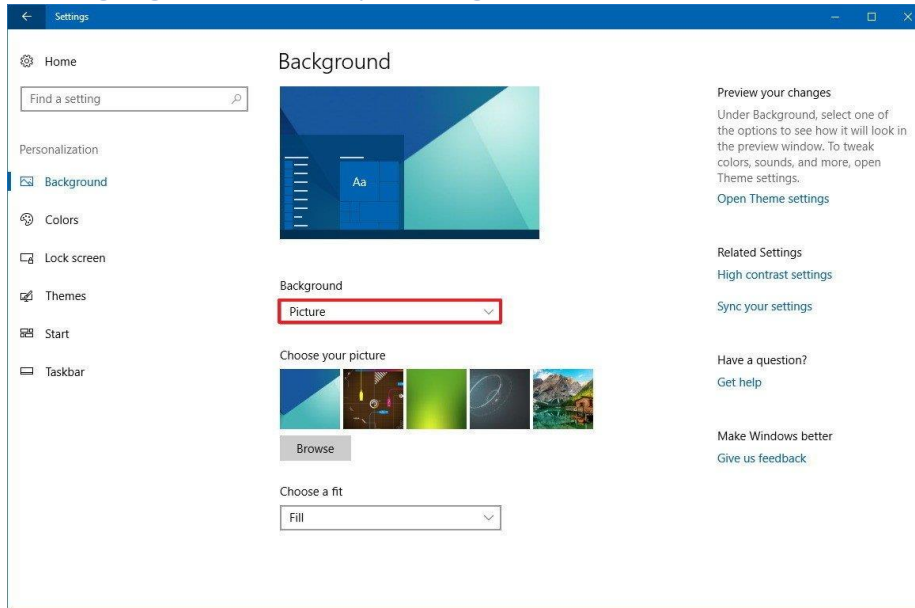 Settings
Home
Find a setting
Personalization
Background
Colors
Lock screen
Themes
Start
Taskbar
Background
Aa
Background
Picture
Choose your picture
Browse
Choose a fit
Fill
Preview your changes
Under Background, select one of
the options to see how it will look in
the preview window. To tweak
colors, sounds, and more, open
Theme settings.
Open Theme settings
Related Settings
High contrast settings
Sync your settings
Have a question?
Get help
Make Windows better
Give us feedback